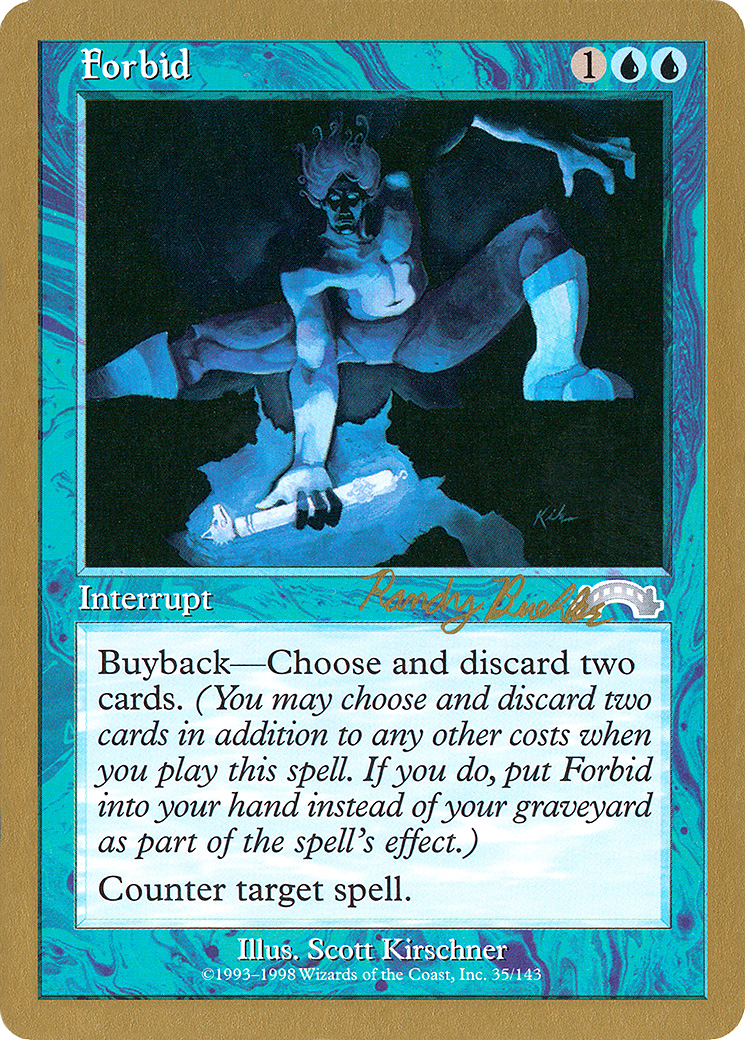 Forbid 1
Kir
Interrupt Randy Buehler
Buyback—Choose and discard two
cards. (You may choose and discard two
cards in addition to any other costs when
you play this spell. If you do, put Forbid
into your hand instead of your graveyard
as part of the spell's effect.)
Counter target spell.
Illus. Scott Kirschner
©1993–1998 Wizards of the Coast, Inc. 35/143